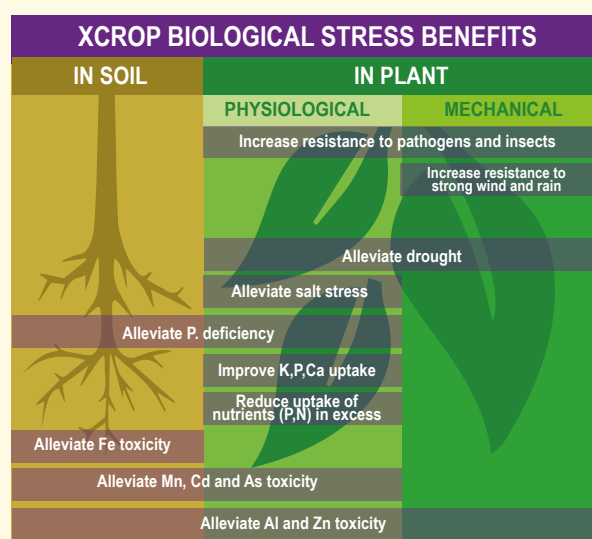 XCROP BIOLOGICAL STRESS BENEFITS
IN SOIL
IN PLANT
PHYSIOLOGICAL
MECHANICAL
Increase resistance to pathogens and insects
Increase resistance to
strong wind and rain
Alleviate drought
Alleviate salt stress
Alleviate P. deficiency
Improve K,P,Ca uptake
Reduce uptake of
nutrients (P,N) in excess
Alleviate Fe toxicity
Alleviate Mn, Cd and As toxicity
Alleviate Al and Zn toxicity